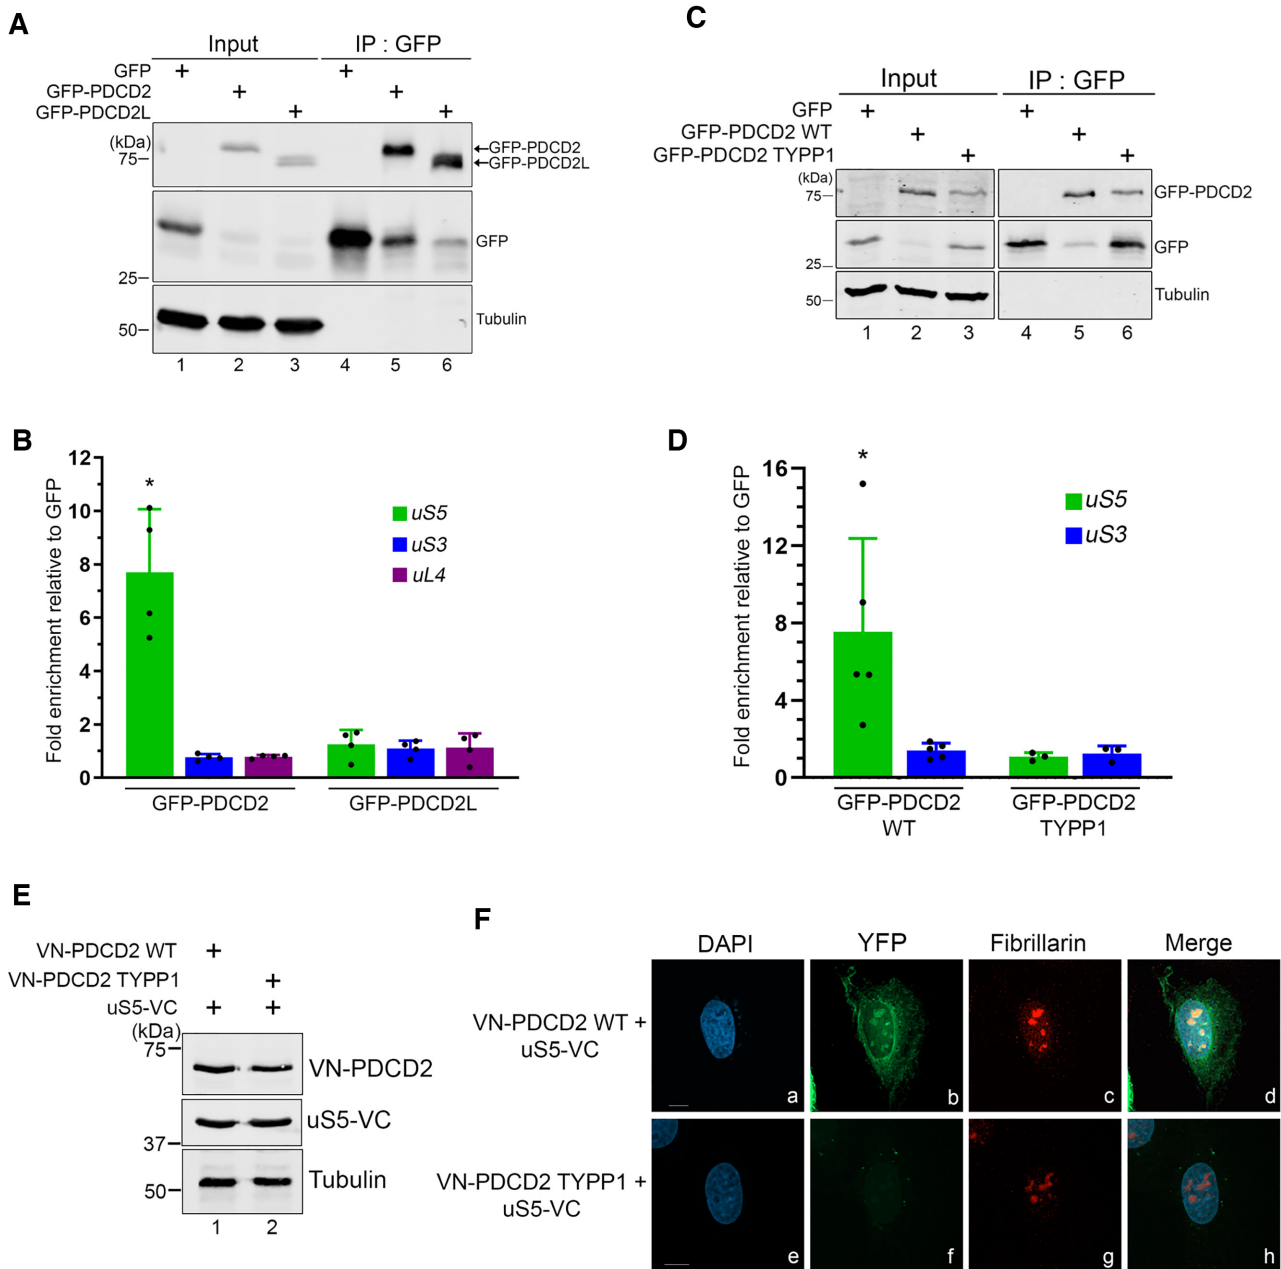 A
Input IP : GFP
GFP + +
GFP-PDCD2 + +
GFP-PDCD2L + +
(kDa)
75
←GFP-PDCD2
←GFP-PDCD2L
GFP
25
50
Tubulin
1 2 3 4 5 6
C
Input IP : GFP
GFP + +
GFP-PDCD2 WT + +
GFP-PDCD2 TYPP1 + +
(kDa)
75
GFP-PDCD2
GFP
25
50
Tubulin
1 2 3 4 5 6
B
Fold enrichment relative to GFP
12
10
8
6
4
2
0
*
uS5
uS3
uL4
GFP-PDCD2 GFP-PDCD2L
D
Fold enrichment relative to GFP
16
12
8
4
0
*
uS5
uS3
GFP-PDCD2 GFP-PDCD2
WT TYPP1
E
VN-PDCD2 WT +
VN-PDCD2 TYPP1 +
uS5-VC + +
(kDa)
75
VN-PDCD2
uS5-VC
37
Tubulin
50
1 2
F
DAPI YFP Fibrillarin Merge
VN-PDCD2 WT +
uS5-VC
a b c d
VN-PDCD2 TYPP1 +
uS5-VC
e f g h